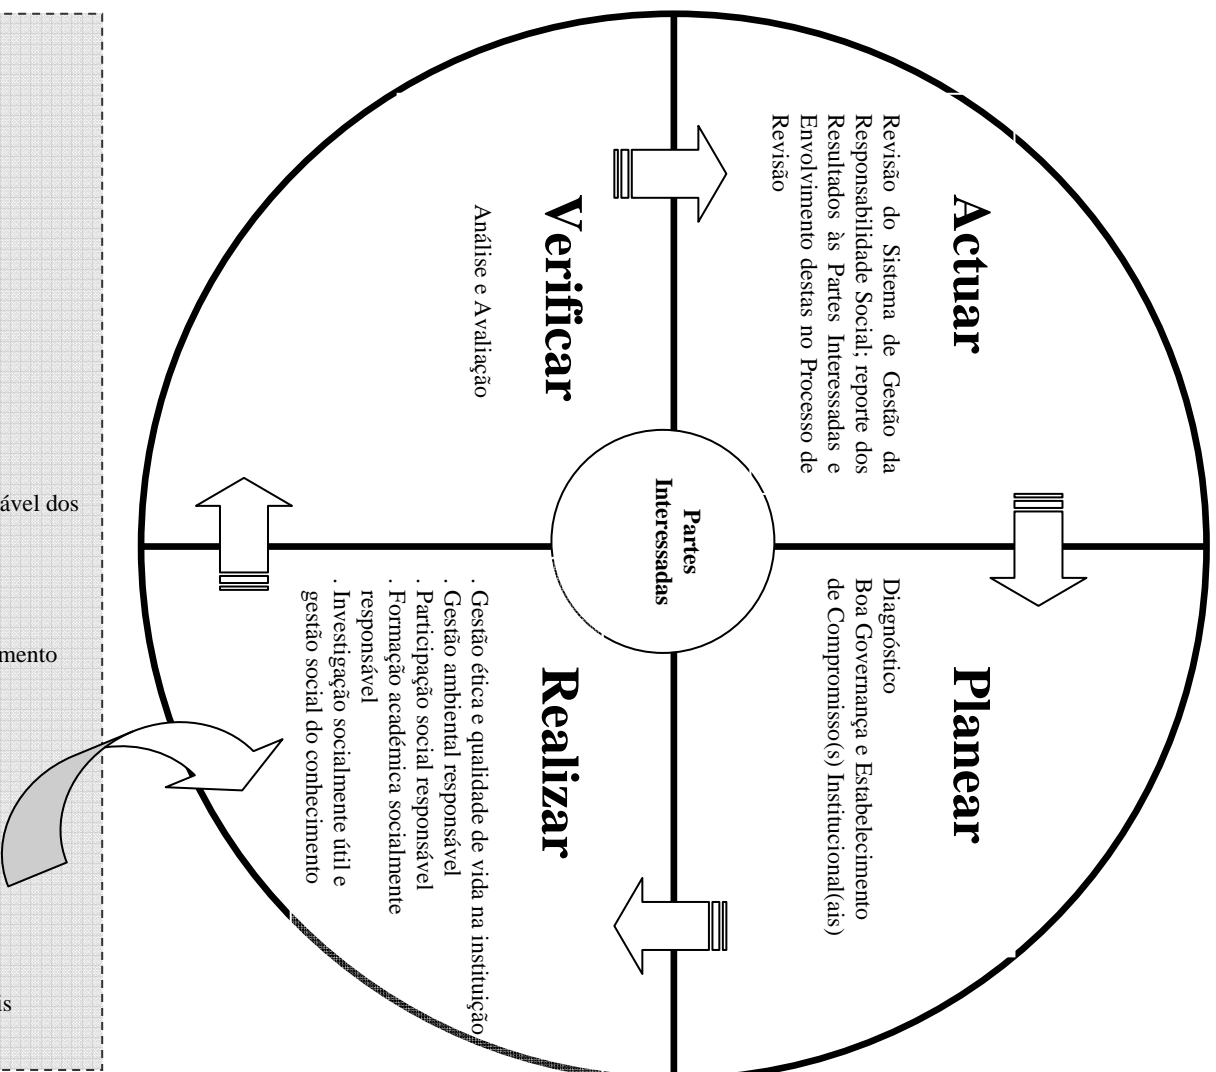 Actuar
Revisão do Sistema de Gestão da
Responsabilidade Social; reporte dos
Resultados às Partes Interessadas e
Envolvimento destas no Processo de
Revisão
Planear
Diagnóstico
Boa Governança e Estabelecimento
de Compromisso(s) Institucional(ais)
Partes
Interessadas
Verificar
Análise e Avaliação
Realizar
. Gestão ética e qualidade de vida na instituição
. Gestão ambiental responsável
. Participação social responsável
. Formação académica socialmente
responsável
. Investigação socialmente útil e
gestão social do conhecimento
ável dos
mento
is